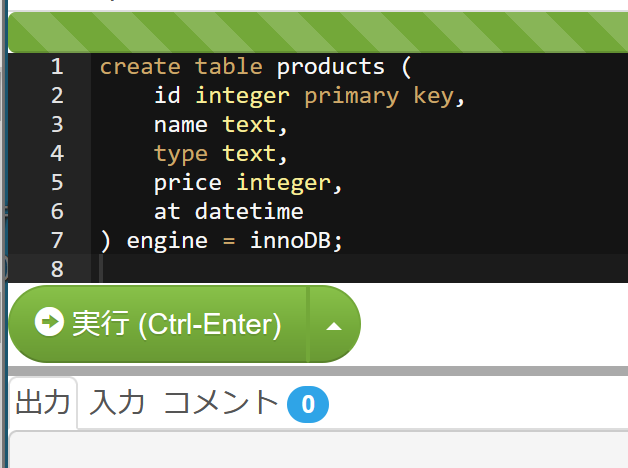 1 create table products (
2 id integer primary key,
3 name text,
4 type text,
5 price integer,
6 at datetime
7 ) engine = innoDB;
8
実行 (Ctrl-Enter)
出力 入力 コメント 0